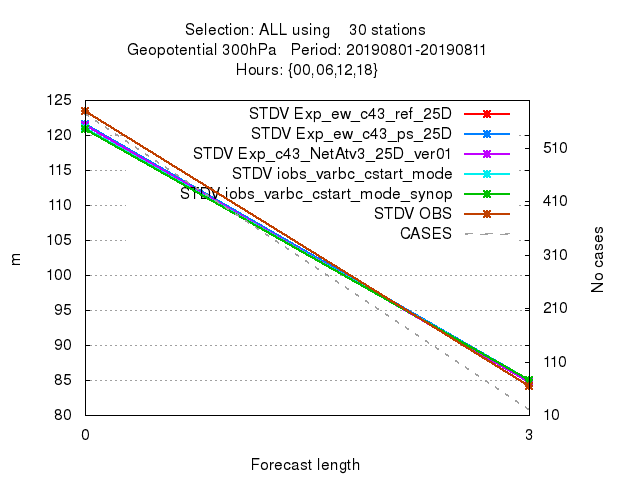 Selection: ALL using 30 stations
Geopotential 300hPa Period: 20190801-20190811
Hours: {00,06,12,18}
STDV Exp_ew_c43_ref_25D
STDV Exp_ew_c43_ps_25D
STDV Exp_c43_NetAtv3_25D_ver01
STDV iobs_varbc_cstart_mode
STDV iobs_varbc_cstart_mode_synop
STDV OBS
CASES
125
120
115
110
105
100
95
90
85
80
m
510
410
310
210
110
10
No cases
0 3
Forecast length